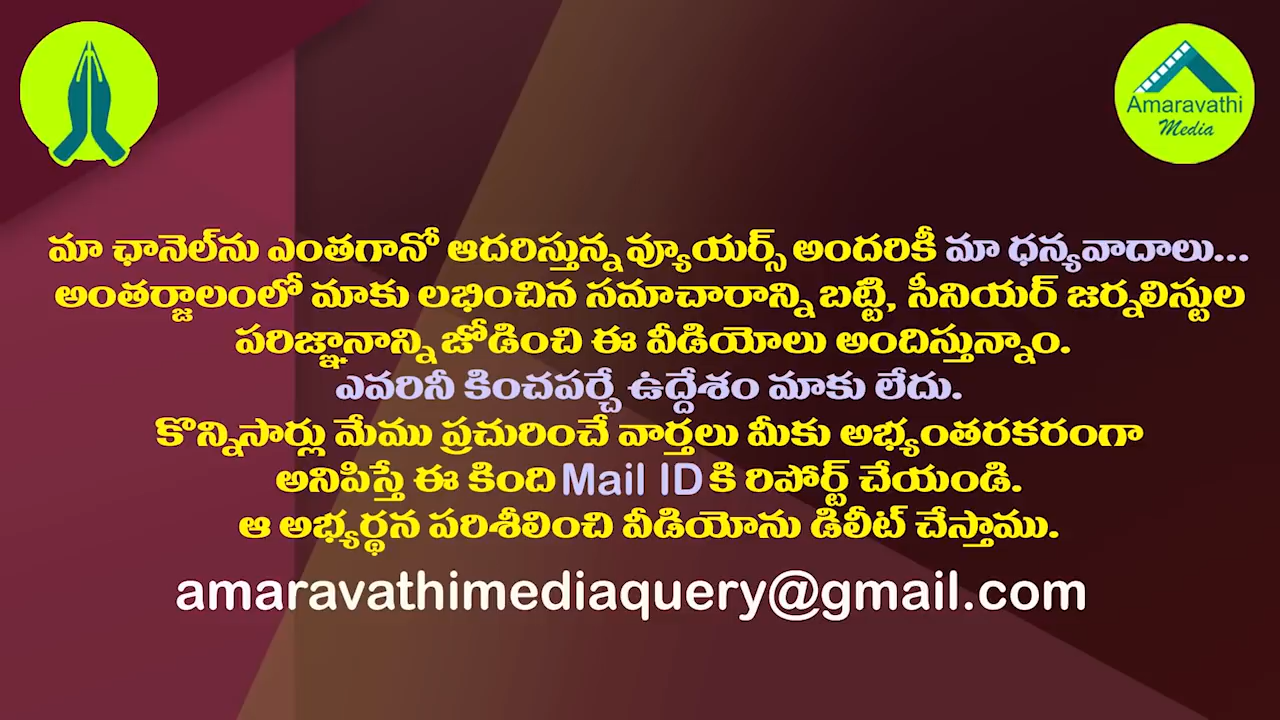 Amaravathi
Media
మా ఛానెల్‌ను ఎంతగానో ఆదరిస్తున్న వ్యూయర్స్ అందరికీ మా ధన్యవాదాలు...
అంతర్జాలంలో మాకు లభించిన సమాచారాన్ని బట్టి, సీనియర్ జర్నలిస్టుల
పరిజ్ఞానాన్ని జోడించి ఈ వీడియోలు అందిస్తున్నాం.
ఎవరినీ కించపర్చే ఉద్దేశం మాకు లేదు.
కొన్నిసార్లు మేము ప్రచురించే వార్తలు మీకు అభ్యంతరకరంగా
అనిపిస్తే ఈ కింది Mail ID కి రిపోర్ట్ చేయండి.
ఆ అభ్యర్థన పరిశీలించి వీడియోను డిలీట్ చేస్తాము.
amaravathimediaquery@gmail.com